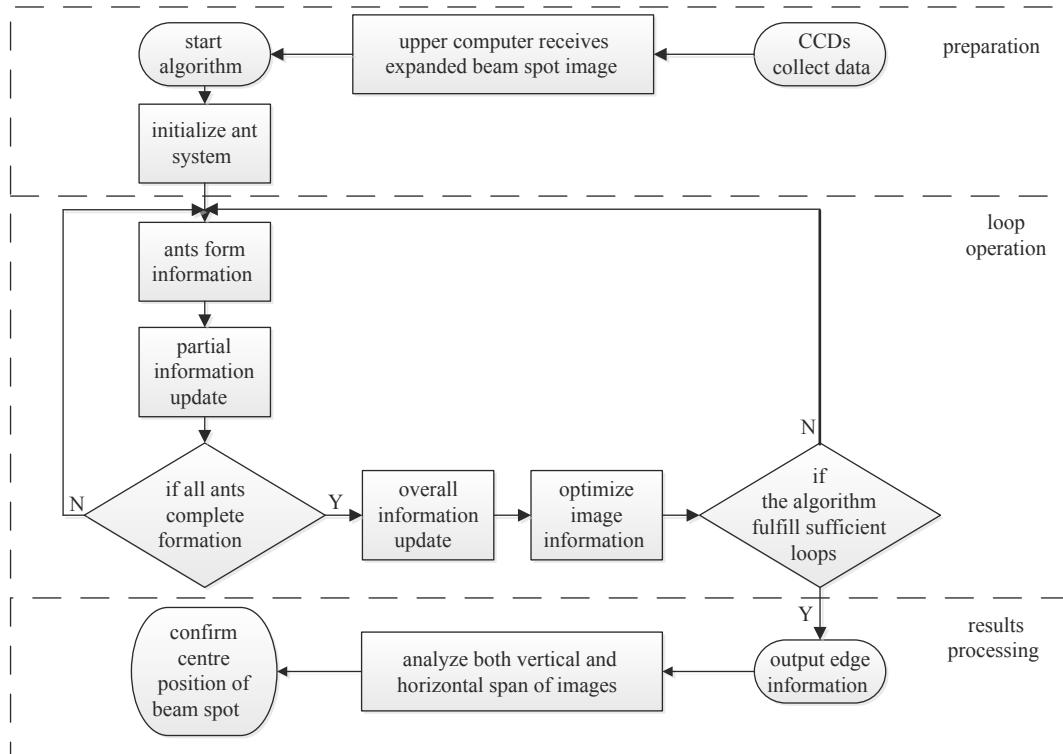 start
algorithm
upper computer receives
expanded beam spot image
CCDs
collect data
preparation
initialize ant
system
loop
operation
ants form
information
partial
information
update
N
if all ants
complete
formation
Y
overall
information
update
optimize
image
information
N
if
the algorithm
fulfill sufficient
loops
Y
results
processing
confirm
centre
position of
beam spot
analyze both vertical and
horizontal span of images
output edge
information